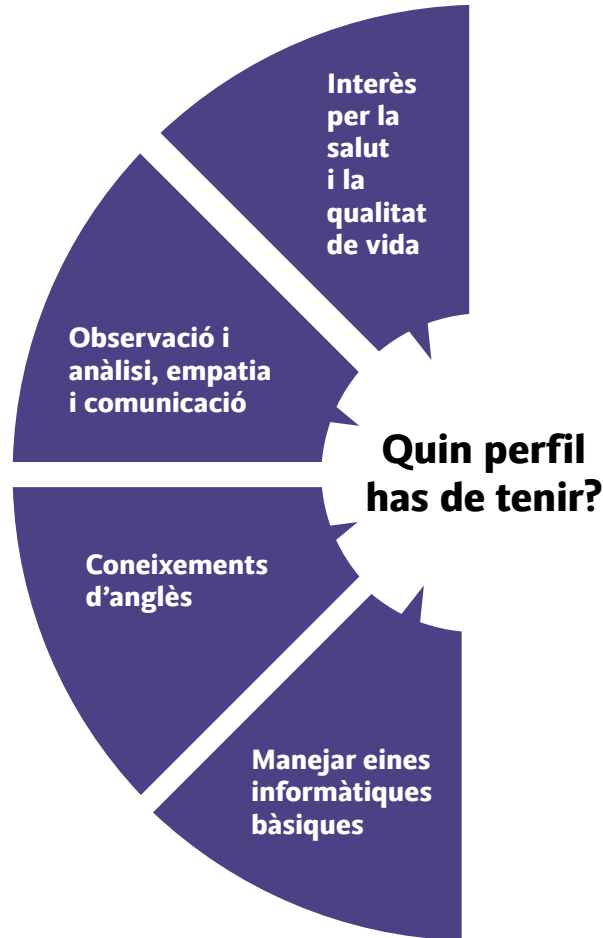 Interès
per la
salut
i la
qualitat
de vida
Observació i
anàlisi, empatia
i comunicació
Quin perfil
has de tenir?
Coneixements
d’anglès
Manejar eines
informàtiques
bàsiques